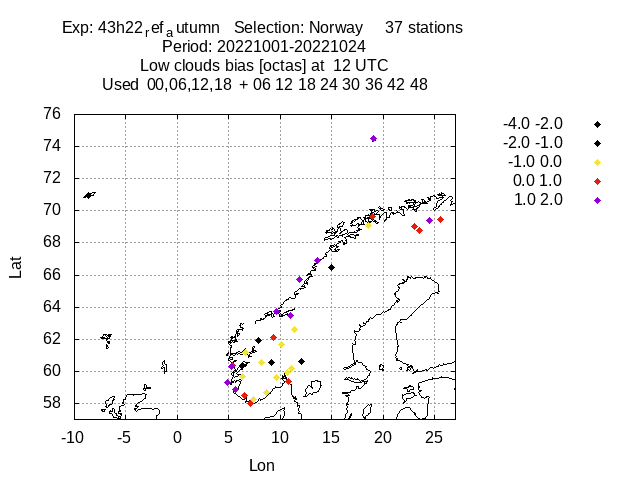 Exp: 43h22ref autumn Selection: Norway 37 stations
Period: 20221001-20221024
Low clouds bias [octas] at 12 UTC
Used 00,06,12,18 + 06 12 18 24 30 36 42 48
-4.0 -2.0
-2.0 -1.0
-1.0 0.0
0.0 1.0
1.0 2.0
76
74
72
70
68
66
64
62
60
58
Lat
-10 -5 0 5 10 15 20 25
Lon